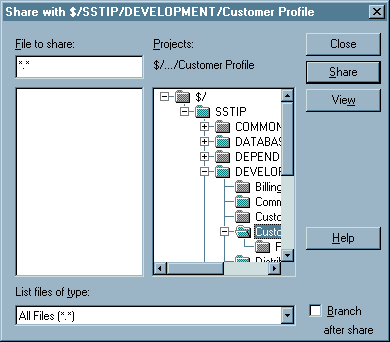 Share with $/SSTIP/DEVELOPMENT/Customer Profile
File to share:
*.*
Projects:
$/.../Customer Profile
$/
SSTIP
COMMON
DATABAS
DEPEND
DEVELOP
Billing
Comm
Custo
Custo
Close
Share
View
Help
List files of type:
All Files (*.*)
Branch
after share